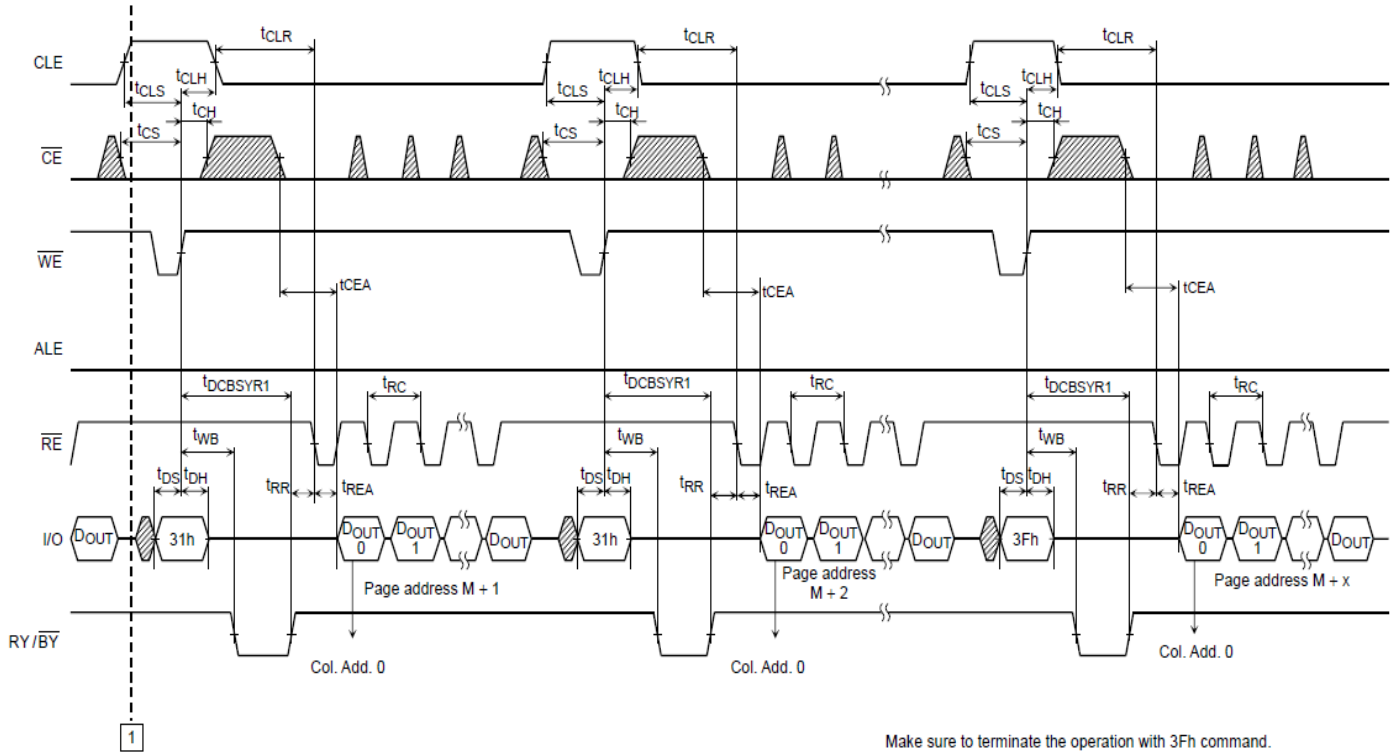 tCLR tCLR tCLR
CLE
tCLH tCLH tCLH
tCLS tCLS tCLS
tCH tCH tCH
tCS tCS tCS
CE
WE
tCEA tCEA tCEA
ALE
tDCBSYR1 tRC tDCBSYR1 tRC tDCBSYR1 tRC
RE
tWB tWB tWB
tDS tDH tDS tDH tDS tDH
tRR tREA tRR tREA tRR tREA
I/O DOUT 31h DOUT 0 DOUT 1 DOUT 31h DOUT 0 DOUT 1 DOUT 3Fh DOUT 0 DOUT 1 DOUT
Page address M + 1
Page address
M + 2
Page address M + x
RY/BY
Col. Add. 0 Col. Add. 0 Col. Add. 0
1
Make sure to terminate the operation with 3Fh command.